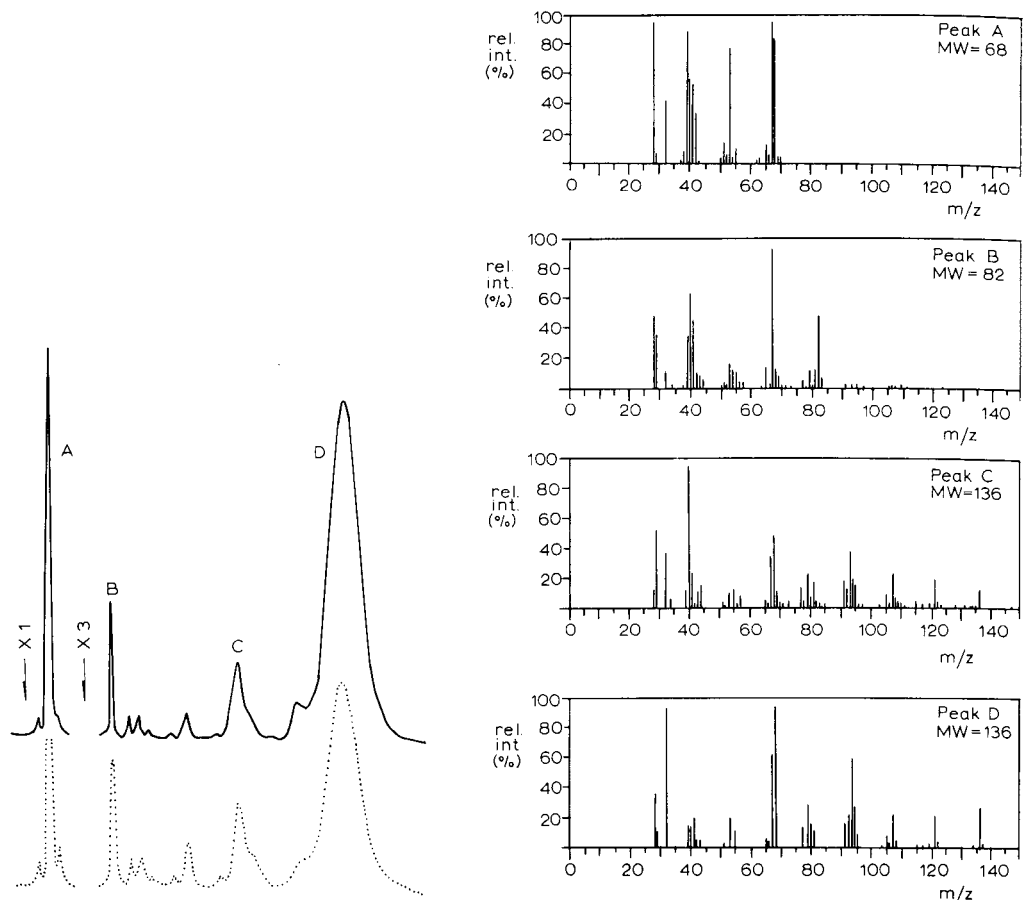 A
X 1
X 3
B
C
D
rel.
int.
(%)
100
80
60
40
20
Peak A
MW=68
0 20 40 60 80 100 120 140
m/z
rel.
int.
(%)
100
80
60
40
20
Peak B
MW = 82
0 20 40 60 80 100 120 140
m/z
rel.
int.
(%)
100
80
60
40
20
Peak C
MW=136
0 20 40 60 80 100 120 140
m/z
rel.
int
(%)
100
80
60
40
20
Peak D
MW=136
0 20 40 60 80 100 120 140
m/z